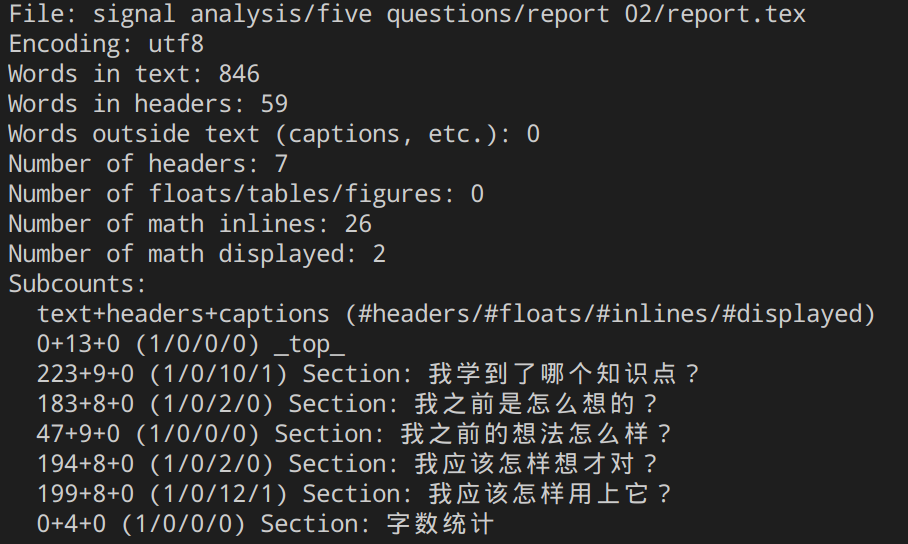 File: signal analysis/five questions/report 02/report.tex
Encoding: utf8
Words in text: 846
Words in headers: 59
Words outside text (captions, etc.): 0
Number of headers: 7
Number of floats/tables/figures: 0
Number of math inlines: 26
Number of math displayed: 2
Subcounts:
  text+headers+captions (#headers/#floats/#inlines/#displayed)
  0+13+0 (1/0/0/0) _top_
  223+9+0 (1/0/10/1) Section: 我学到了哪个知识点？
  183+8+0 (1/0/2/0) Section: 我之前是怎么想的？
  47+9+0 (1/0/0/0) Section: 我之前的想法怎么样？
  194+8+0 (1/0/2/0) Section: 我应该怎样想才对？
  199+8+0 (1/0/12/1) Section: 我应该怎样用上它？
  0+4+0 (1/0/0/0) Section: 字数统计